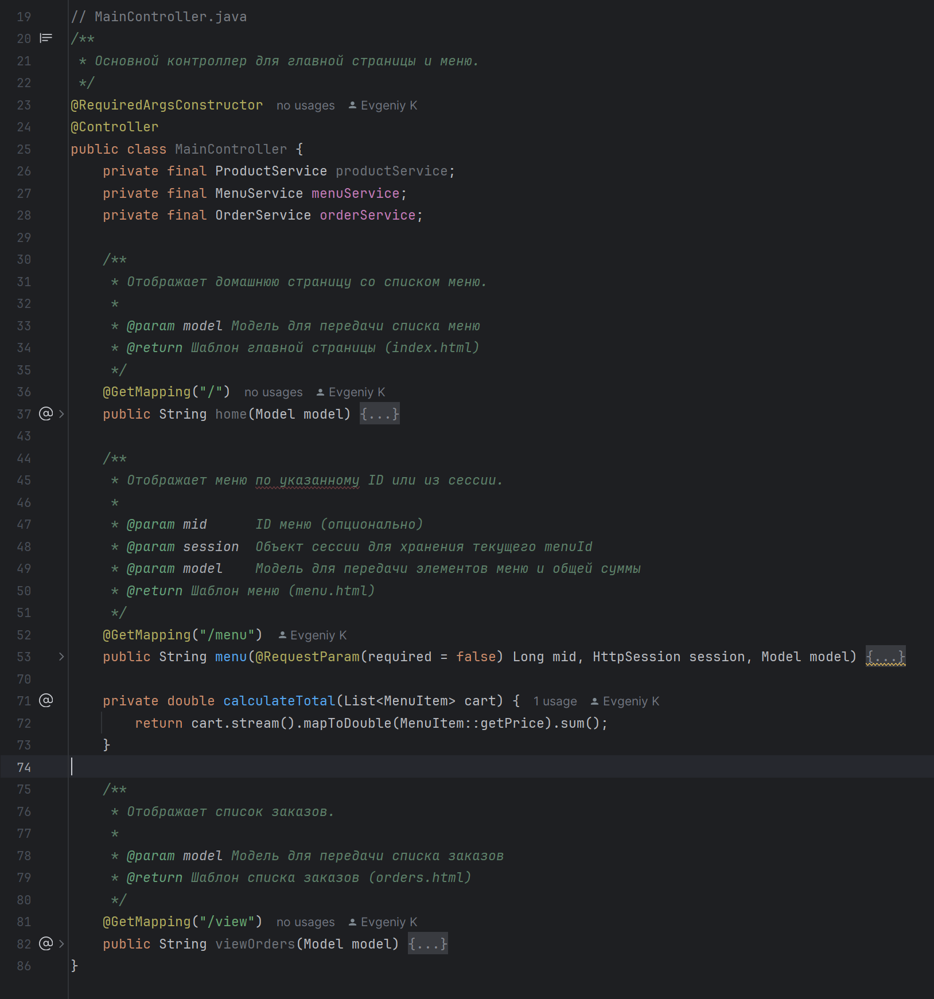 19 // MainController.java
20 /**
21  * Основной контроллер для главной страницы и меню.
22  */
23 @RequiredArgsConstructor no usages Evgeniy K
24 @Controller
25 public class MainController {
26     private final ProductService productService;
27     private final MenuService menuService;
28     private final OrderService orderService;
29
30     /**
31      * Отображает домашнюю страницу со списком меню.
32      *
33      * @param model Модель для передачи списка меню
34      * @return Шаблон главной страницы (index.html)
35      */
36     @GetMapping("/") no usages Evgeniy K
37 @ > public String home(Model model) {...}
43
44     /**
45      * Отображает меню по указанному ID или из сессии.
46      *
47      * @param mid      ID меню (опционально)
48      * @param session  Объект сессии для хранения текущего menuId
49      * @param model    Модель для передачи элементов меню и общей суммы
50      * @return Шаблон меню (menu.html)
51      */
52     @GetMapping("/menu") Evgeniy K
53 > public String menu(@RequestParam(required = false) Long mid, HttpSession session, Model model) {...}
70
71 @ private double calculateTotal(List<MenuItem> cart) { 1 usage Evgeniy K
72         return cart.stream().mapToDouble(MenuItem::getPrice).sum();
73     }
74
75     /**
76      * Отображает список заказов.
77      *
78      * @param model Модель для передачи списка заказов
79      * @return Шаблон списка заказов (orders.html)
80      */
81     @GetMapping("/view") no usages Evgeniy K
82 @ > public String viewOrders(Model model) {...}
86 }